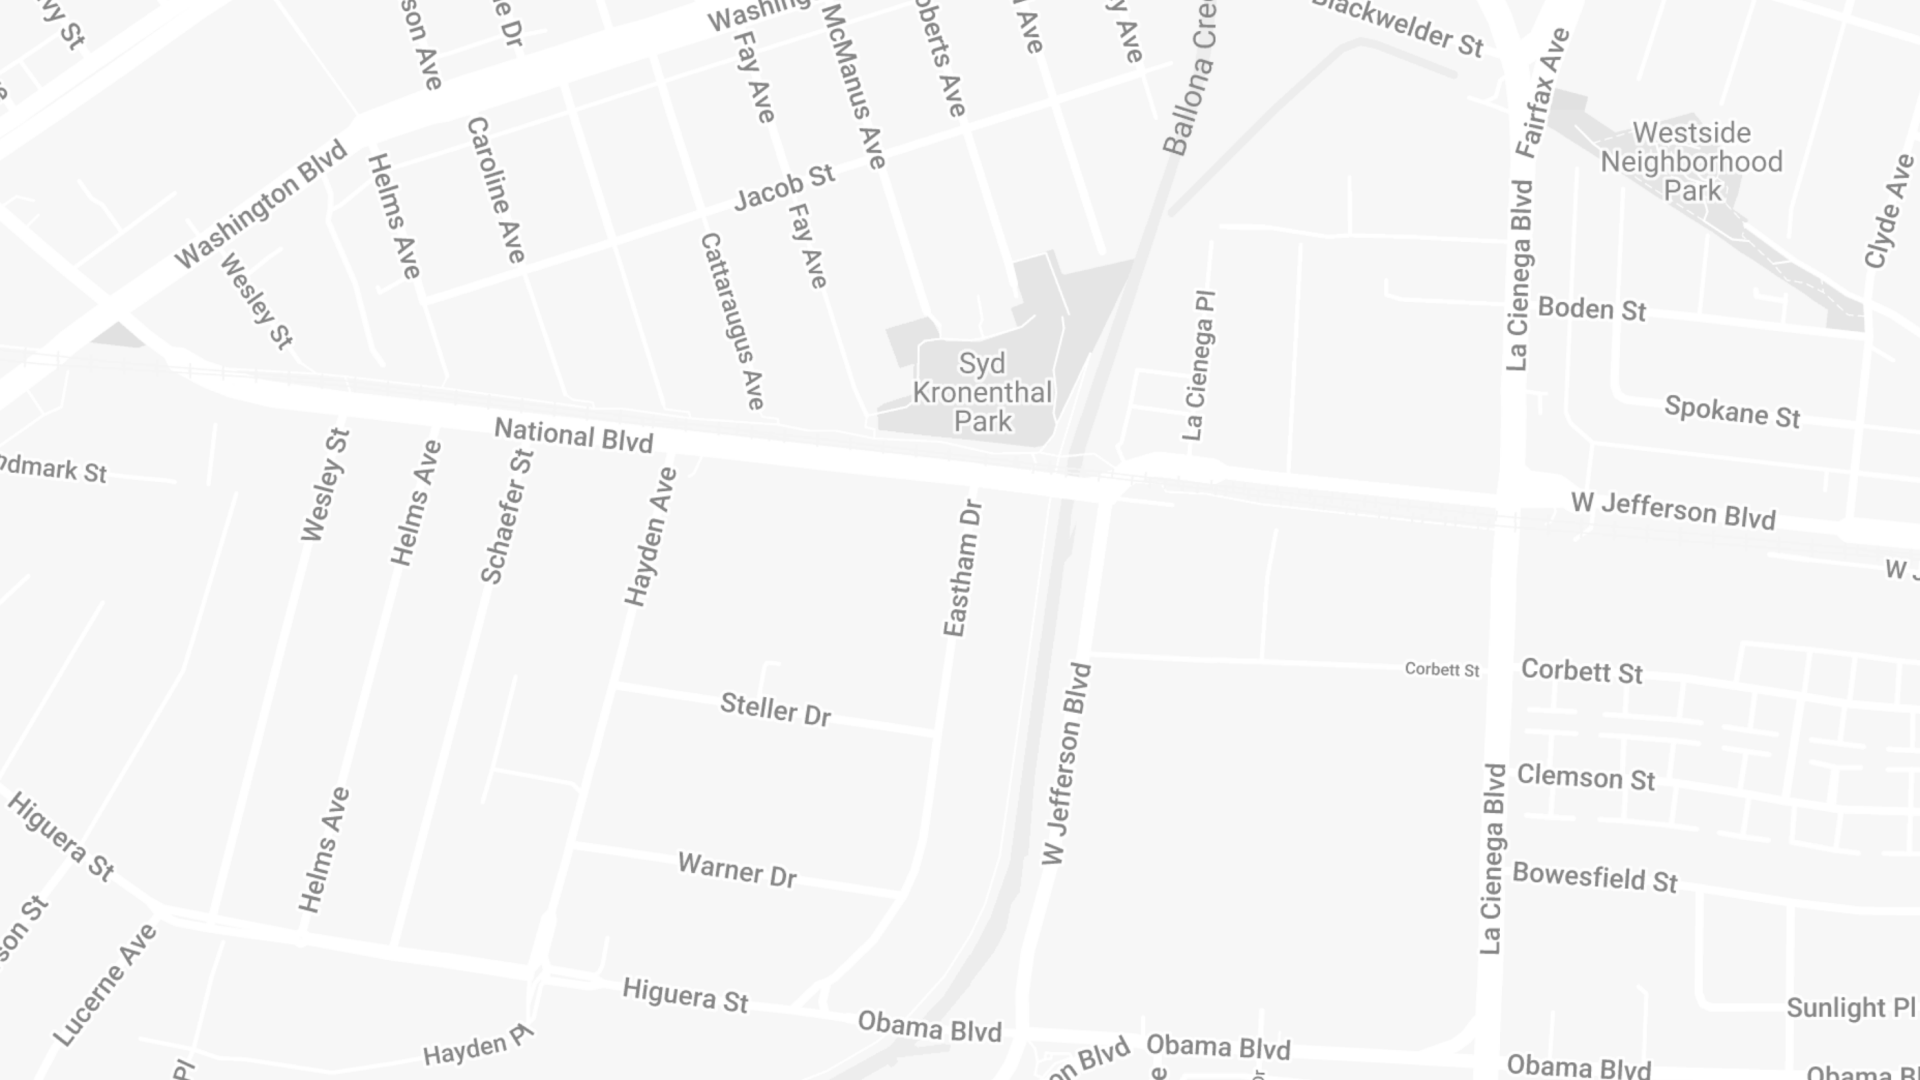 Washington Blvd
Blackwelder St
Fay Ave
McManus Ave
Ballona Creek
Fairfax Ave
Westside
Neighborhood
Park
Washington Blvd
Helms Ave
Caroline Ave
Jacob St
Fay Ave
Clyde Ave
La Cienega Blvd
Wesley St
Cattaraugus Ave
Boden St
La Cienega Pl
Syd
Kronenthal
Park
Spokane St
National Blvd
W Jefferson Blvd
Wesley St
Helms Ave
Schaefer St
Hayden Ave
Eastham Dr
Corbett St
Corbett St
Steller Dr
W Jefferson Blvd
Clemson St
Higuera St
Helms Ave
Warner Dr
La Cienega Blvd
Bowesfield St
Lucerne Ave
Higuera St
Obama Blvd
Sunlight Pl
Hayden Pl
Obama Blvd
Obama Blvd